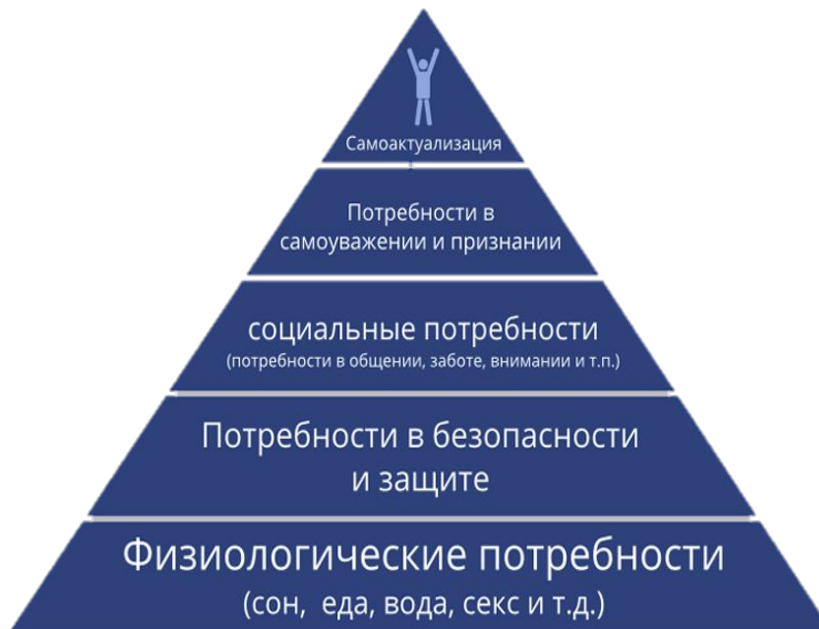 Самоактуализация
Потребности в
самоуважении и признании
социальные потребности
(потребности в общении, заботе, внимании и т.п.)
Потребности в безопасности
и защите
Физиологические потребности
(сон, еда, вода, секс и т.д.)